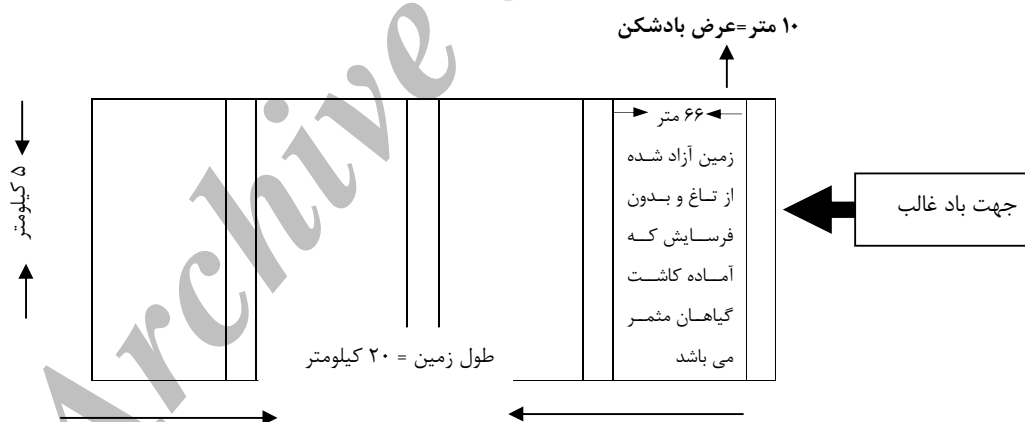 ۱۰ متر=عرض بادشکن
۶۶ متر
زمین آزاد شده
از تاغ و بدون
فرسایش که
آماده کاشت
گیاهان مثمر
می باشد
جهت باد غالب
۵ کیلومتر
طول زمین = ۲۰ کیلومتر
Archive